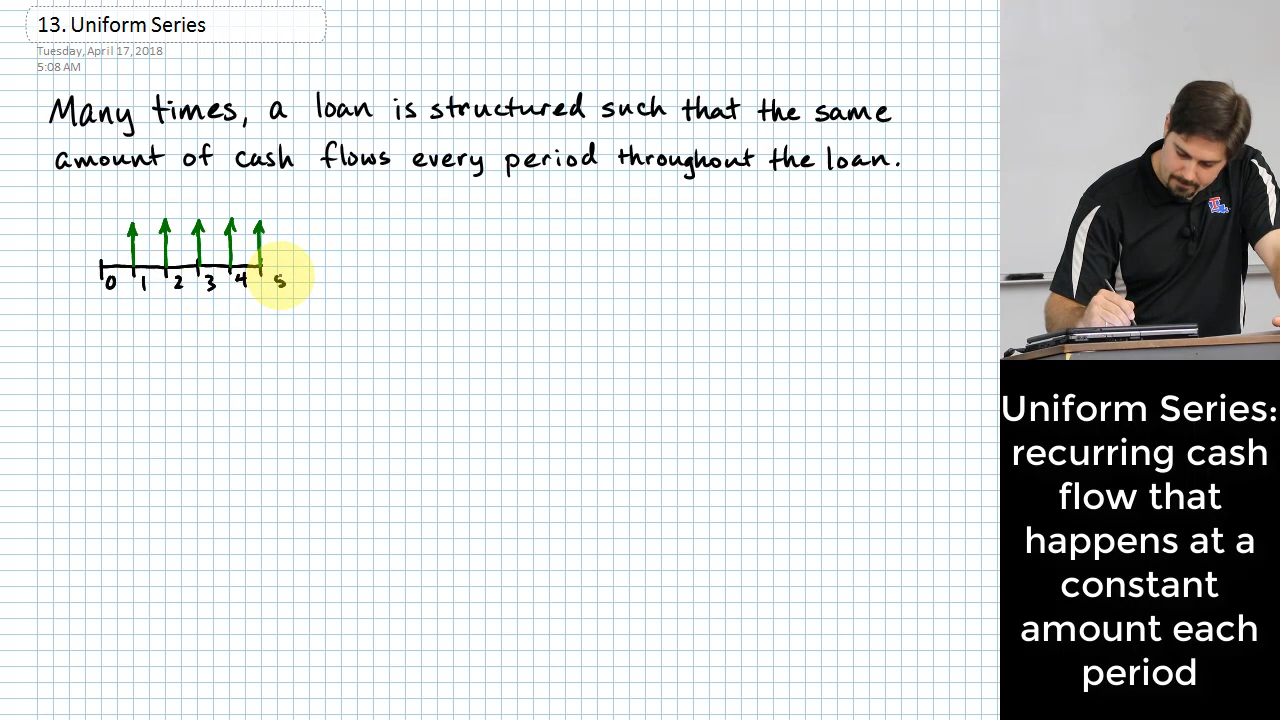 13. Uniform Series
Tuesday, April 17, 2018
5:08 AM
Many times, a loan is structured such that the same
amount of cash flows every period throughout the loan.
0 1 2 3 4 5
Uniform Series:
recurring cash
flow that
happens at a
constant
amount each
period